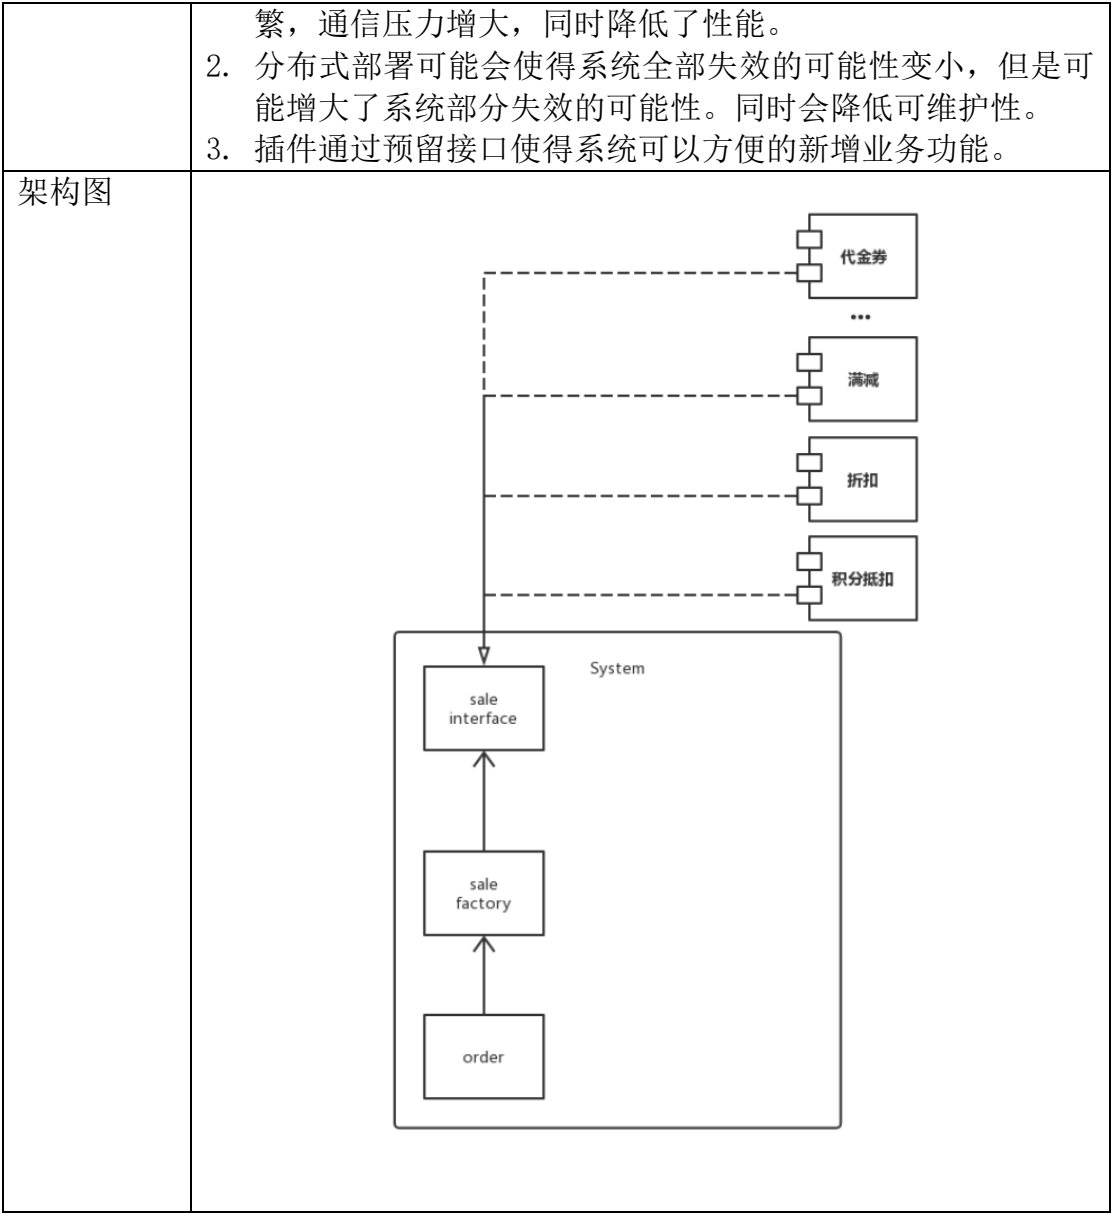 繁，通信压力增大，同时降低了性能。
2. 分布式部署可能会使得系统全部失效的可能性变小，但是可
能增大了系统部分失效的可能性。同时会降低可维护性。
3. 插件通过预留接口使得系统可以方便的新增业务功能。
架构图
代金券
•••
满减
折扣
积分抵扣
System
sale
interface
sale
factory
order